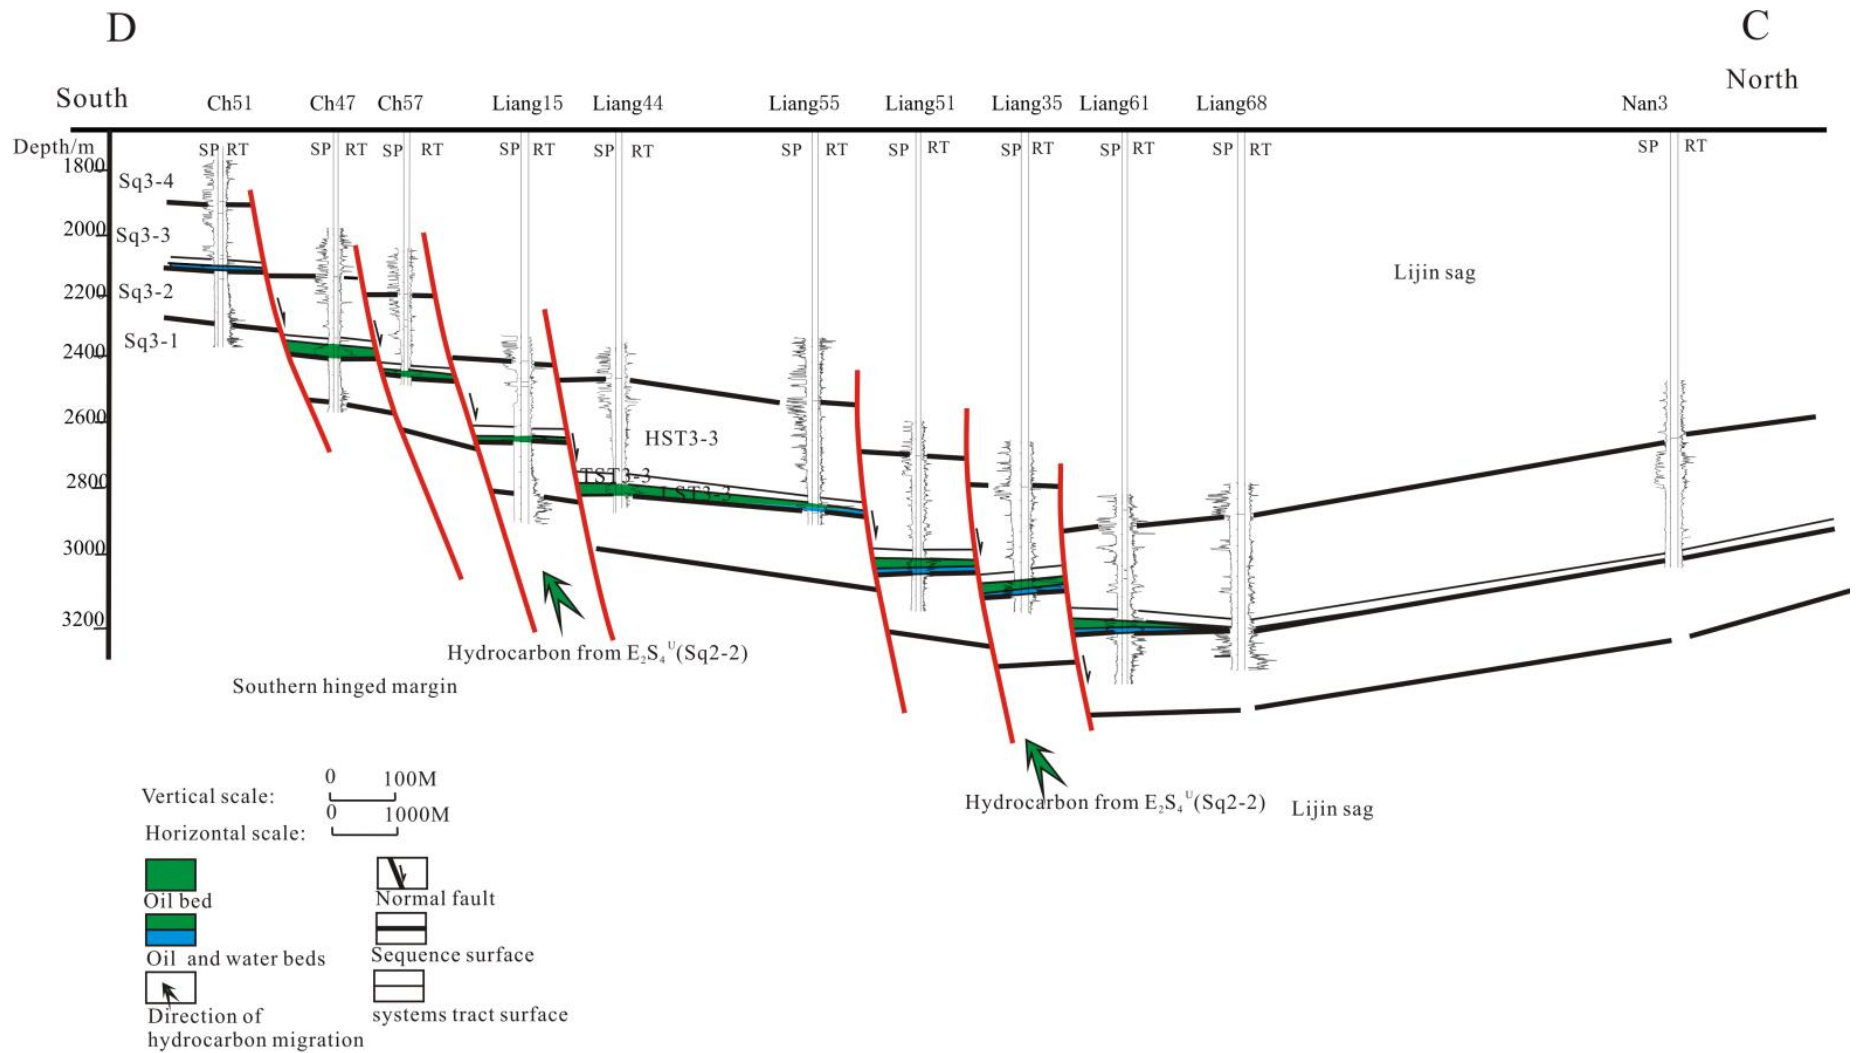 D
C
South
North
Ch51 Ch47 Ch57 Liang15 Liang44 Liang55 Liang51 Liang35 Liang61 Liang68 Nan3
Depth/m
SP RT SP RT SP RT SP RT SP RT SP RT SP RT SP RT SP RT SP RT SP RT
1800
Sq3-4
2000
Sq3-3
2200
Sq3-2
Lijin sag
Sq3-1
2400
2600
HST3-3
TST3-3
2800
LST3-3
3000
3200
Hydrocarbon from E₂S₄ᵁ(Sq2-2)
Southern hinged margin
Hydrocarbon from E₂S₄ᵁ(Sq2-2)
Lijin sag
0 100M
Vertical scale:
0 1000M
Horizontal scale:
Oil bed
Normal fault
Oil and water beds
Sequence surface
Direction of
hydrocarbon migration
systems tract surface